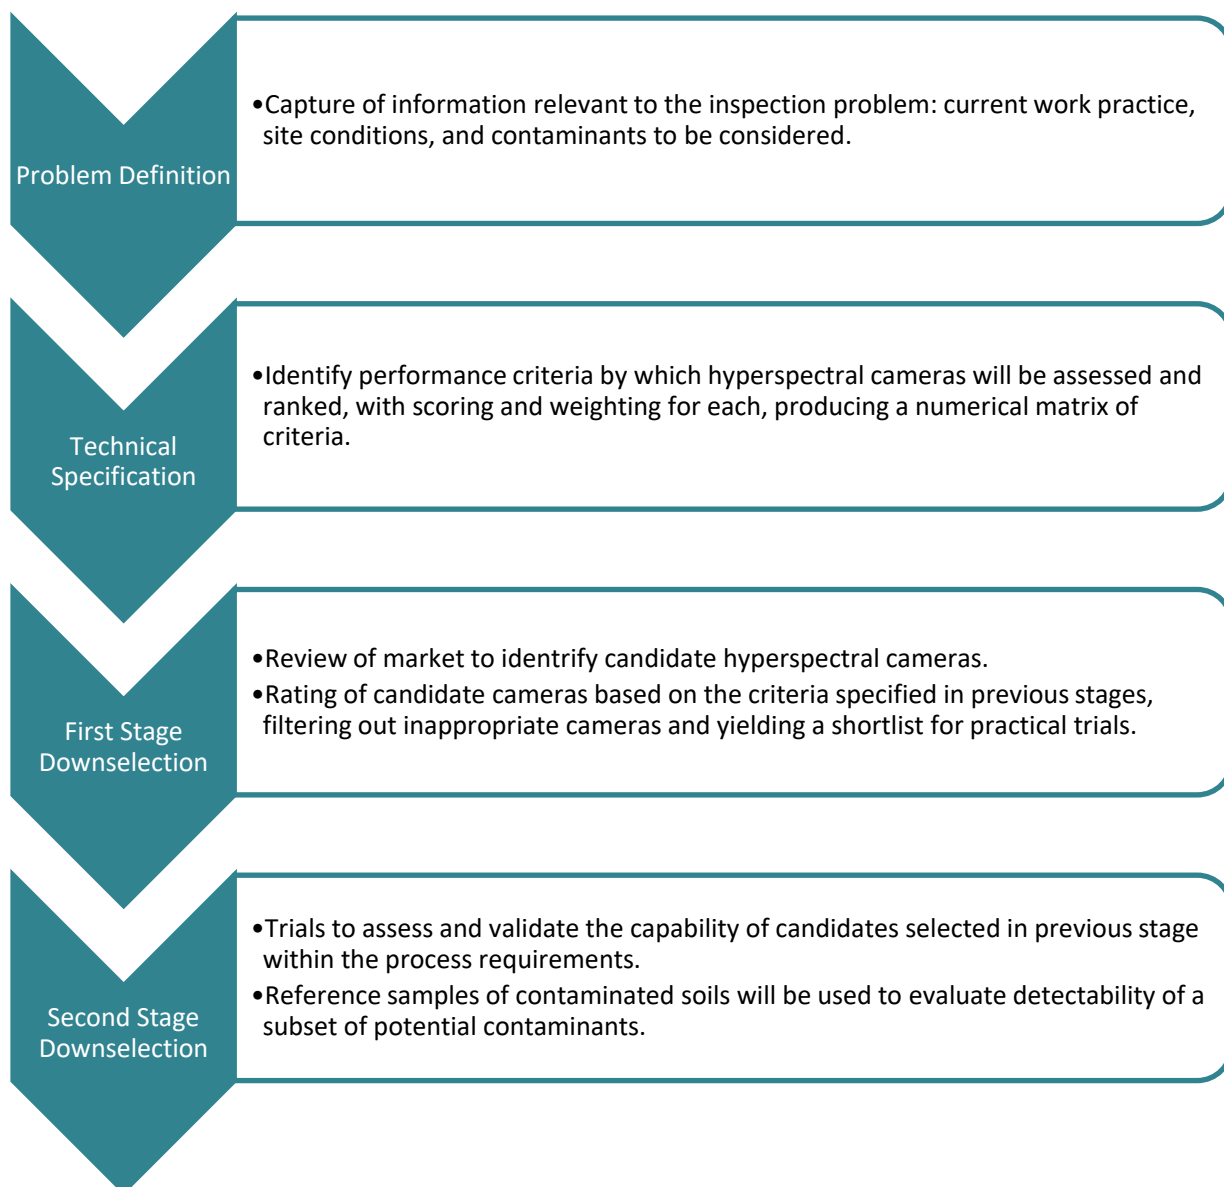 Problem Definition
•Capture of information relevant to the inspection problem: current work practice,
site conditions, and contaminants to be considered.
Technical
Specification
•Identify performance criteria by which hyperspectral cameras will be assessed and
ranked, with scoring and weighting for each, producing a numerical matrix of
criteria.
First Stage
Downselection
•Review of market to identrify candidate hyperspectral cameras.
•Rating of candidate cameras based on the criteria specified in previous stages,
filtering out inappropriate cameras and yielding a shortlist for practical trials.
Second Stage
Downselection
•Trials to assess and validate the capability of candidates selected in previous stage
within the process requirements.
•Reference samples of contaminated soils will be used to evaluate detectability of a
subset of potential contaminants.